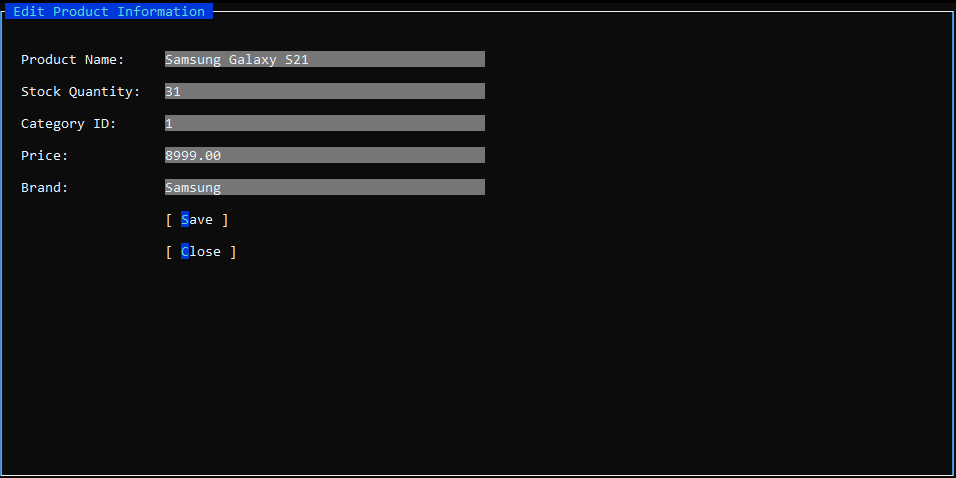 Edit Product Information
Product Name: Samsung Galaxy S21
Stock Quantity: 31
Category ID: 1
Price: 8999.00
Brand: Samsung
[ Save ]
[ Close ]